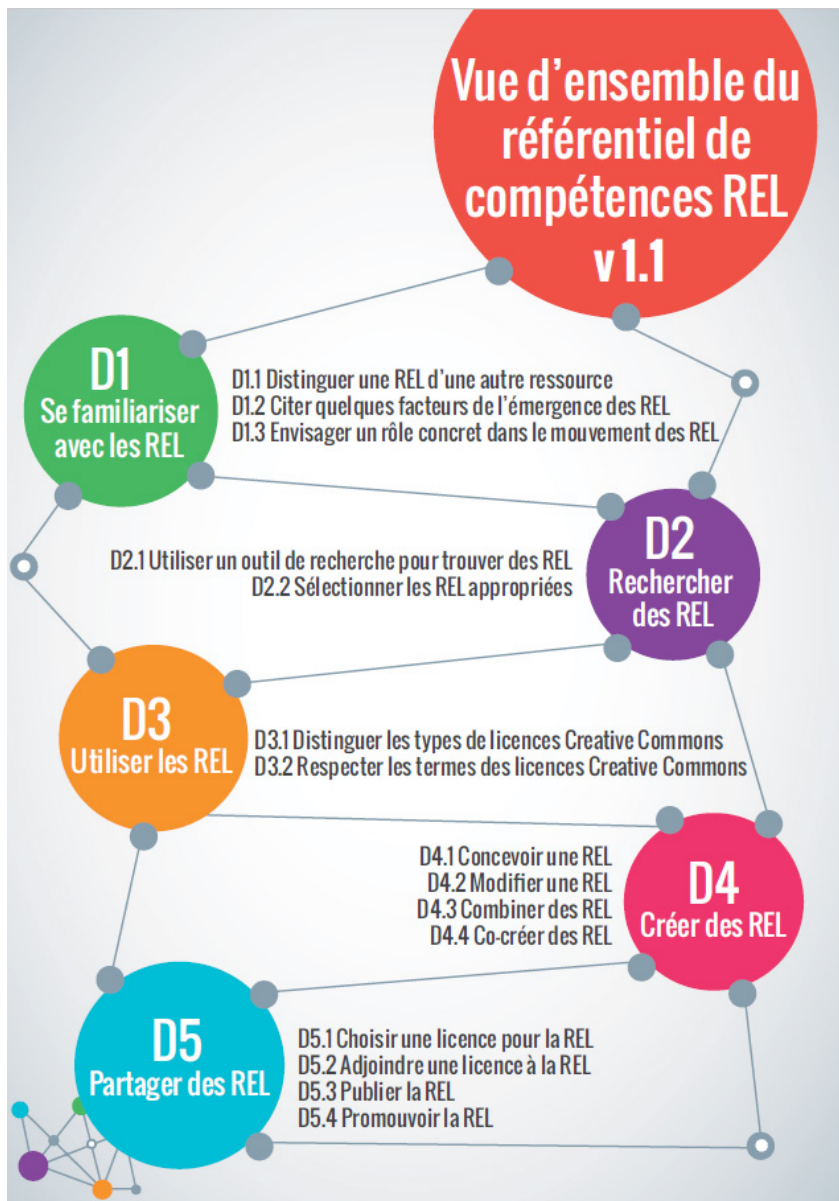 Vue d'ensemble du
référentiel de
compétences REL
v 1.1
D1
Se familiariser
avec les REL
D1.1 Distinguer une REL d'une autre ressource
D1.2 Citer quelques facteurs de l'émergence des REL
D1.3 Envisager un rôle concret dans le mouvement des REL
D2
Rechercher
des REL
D2.1 Utiliser un outil de recherche pour trouver des REL
D2.2 Sélectionner les REL appropriées
D3
Utiliser les REL
D3.1 Distinguer les types de licences Creative Commons
D3.2 Respecter les termes des licences Creative Commons
D4
Créer des REL
D4.1 Concevoir une REL
D4.2 Modifier une REL
D4.3 Combiner des REL
D4.4 Co-créer des REL
D5
Partager des REL
D5.1 Choisir une licence pour la REL
D5.2 Adjoindre une licence à la REL
D5.3 Publier la REL
D5.4 Promouvoir la REL